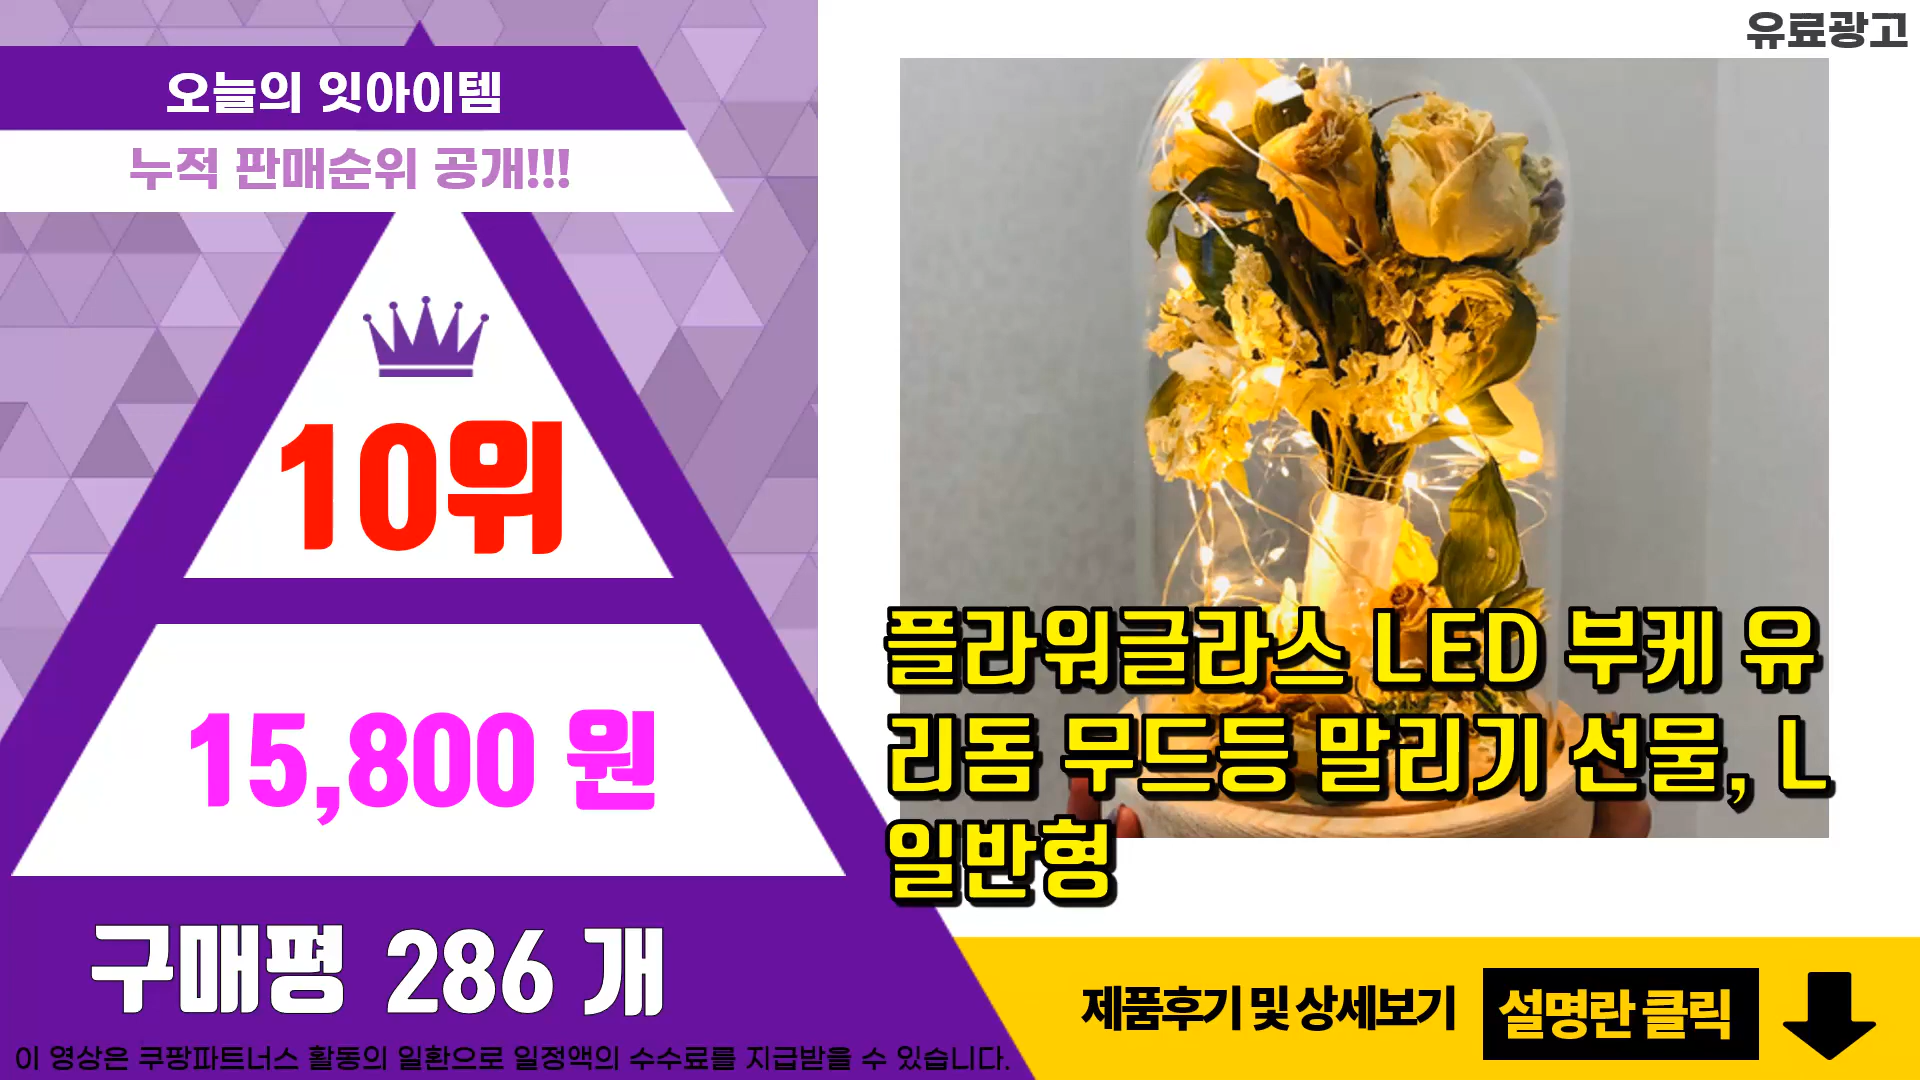 유료광고
오늘의 잇아이템
누적 판매순위 공개!!!
10위
15,800 원
구매평 286 개
플라워글라스 LED 부케 유
리돔 무드등 말리기 선물, L
일반형
제품후기 및 상세보기
설명란 클릭
이 영상은 쿠팡파트너스 활동의 일환으로 일정액의 수수료를 지급받을 수 있습니다.